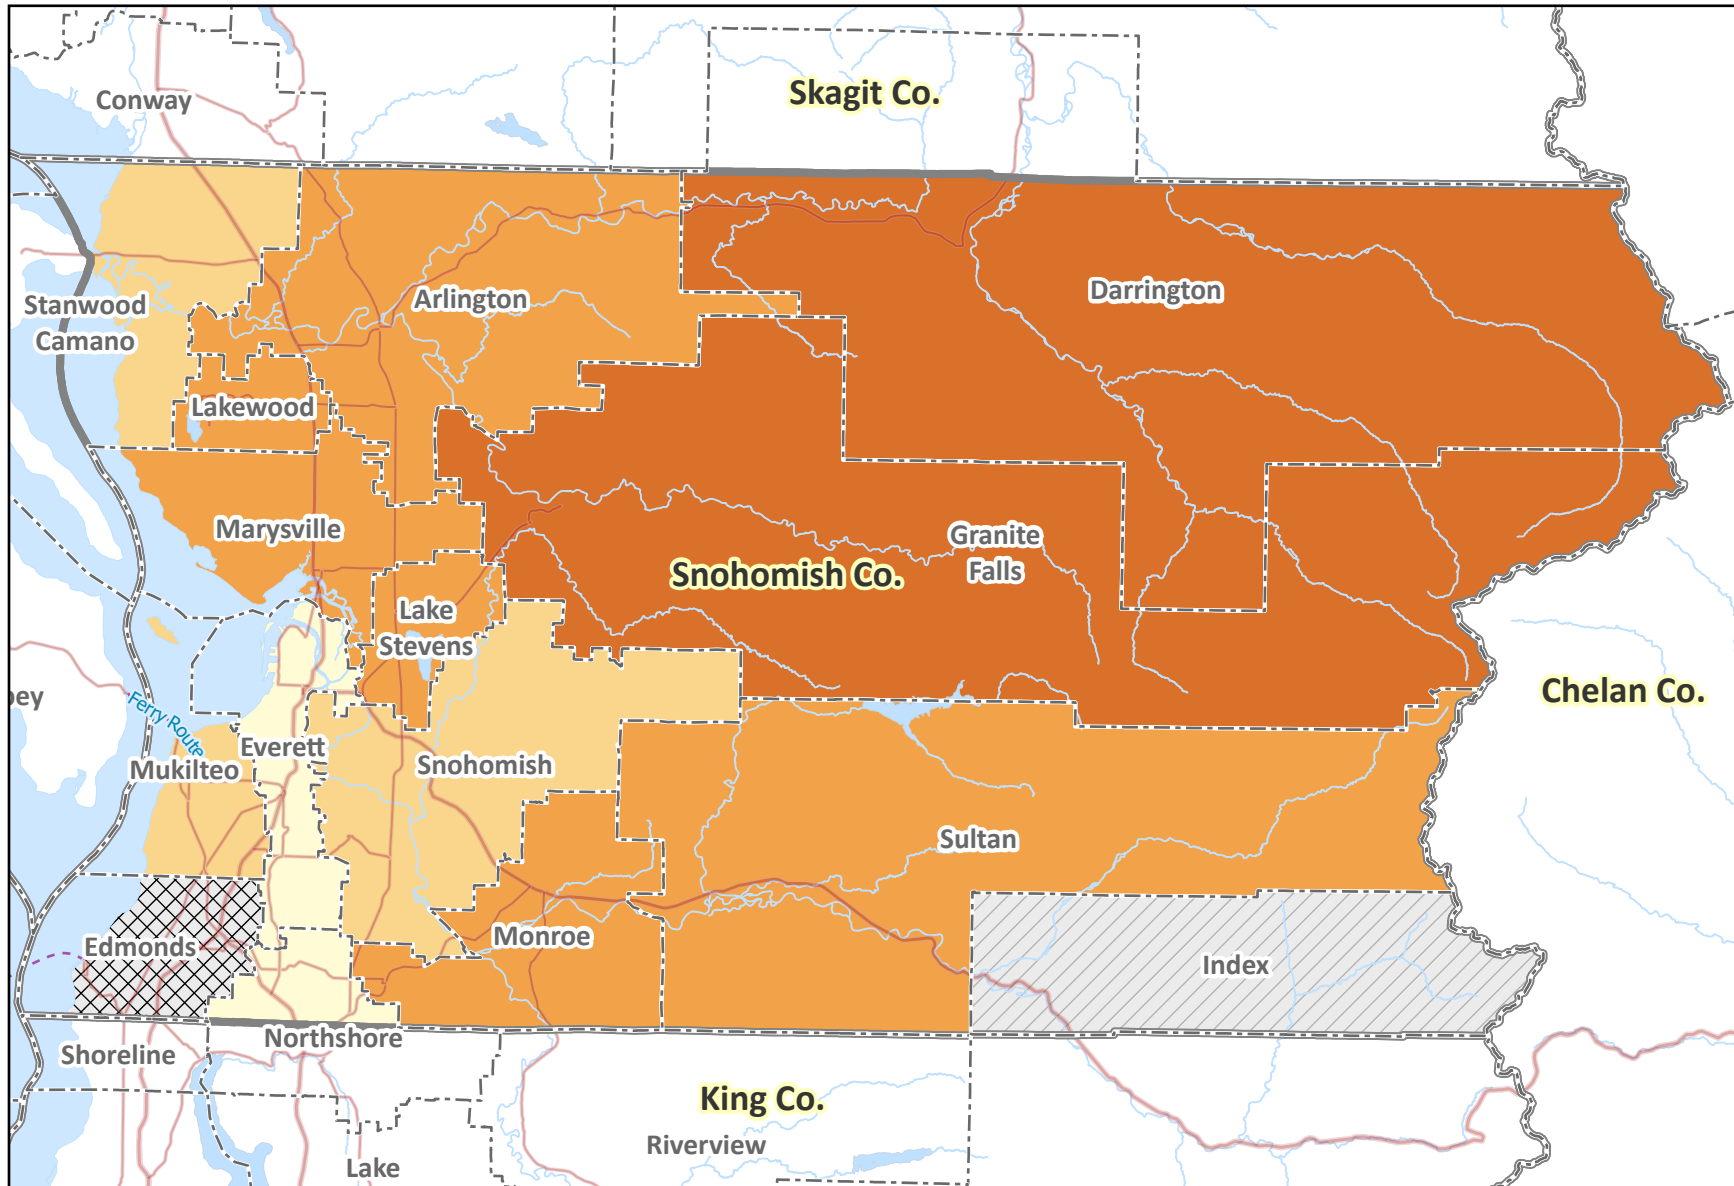 Skagit Co.
Conway
Stanwood
Camano
Arlington
Darrington
Lakewood
Marysville
Granite
Falls
Snohomish Co.
Lake
Stevens
Chelan Co.
Ferry Route
Everett
Mukilteo
Snohomish
Sultan
Edmonds
Monroe
Index
Northshore
Shoreline
King Co.
Riverview
Lake